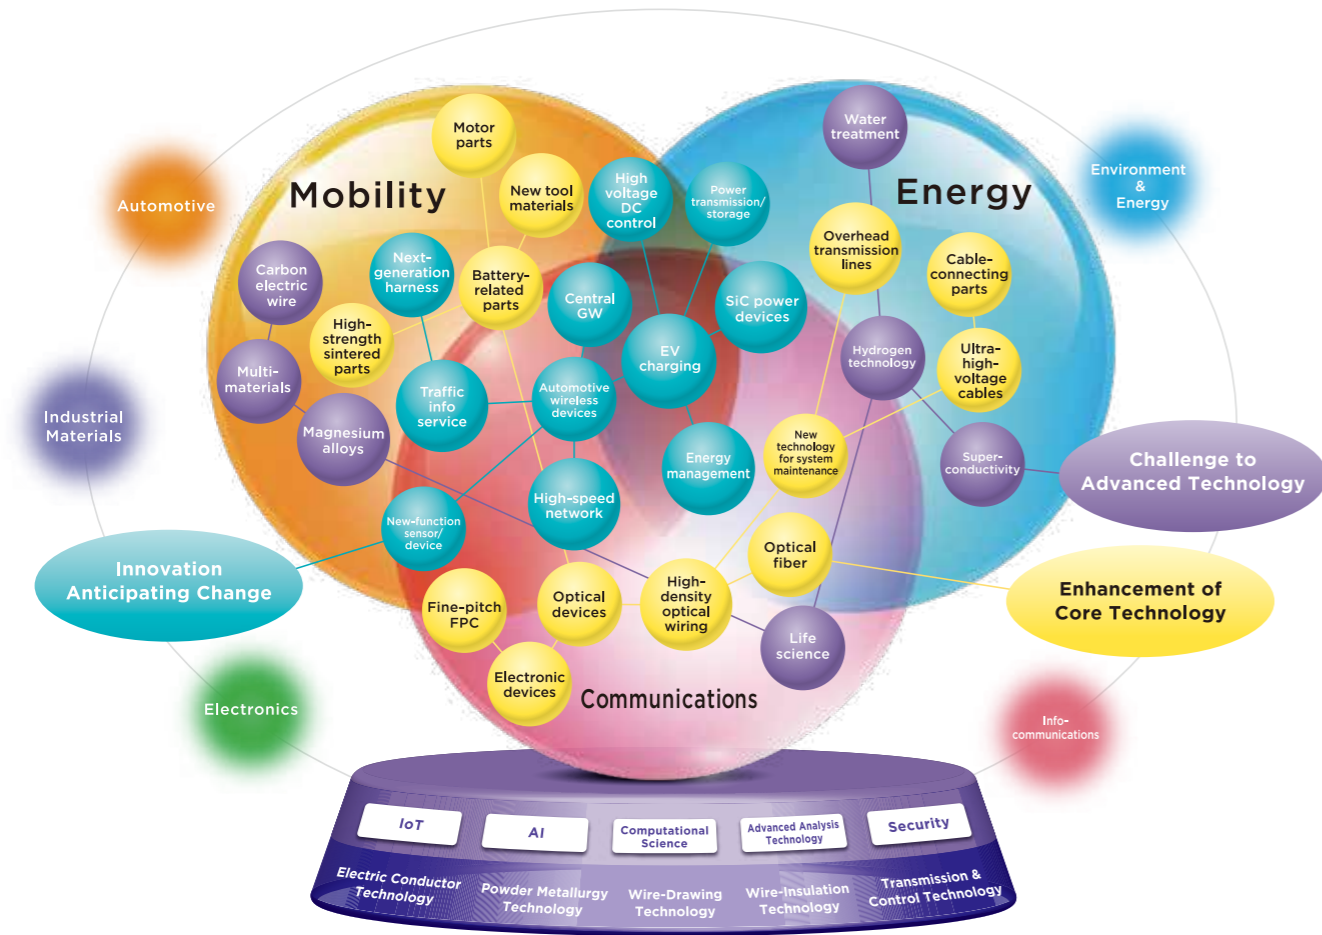 Motor
parts
Mobility
New tool
materials
High
voltage
DC
control
Power
transmission/
storage
Water
treatment
Energy
Environment
&
Energy
Automotive
Carbon
electric
wire
Next-
generation
harness
Battery-
related
parts
Central
GW
SiC power
devices
Overhead
transmission
lines
Cable-
connecting
parts
High-
strength
sintered
parts
EV
charging
Hydrogen
technology
Ultra-
high-
voltage
cables
Multi-
materials
Traffic
info
service
Automotive
wireless
devices
Industrial
Materials
Magnesium
alloys
Energy
management
New
technology
for system
maintenance
Super-
conductivity
Challenge to
Advanced Technology
High-speed
network
New-function
sensor/
device
Optical
fiber
Innovation
Anticipating Change
Fine-pitch
FPC
Optical
devices
High-
density
optical
wiring
Enhancement of
Core Technology
Life
science
Electronic
devices
Communications
Electronics
Info-
communications
IoT
AI
Computational
Science
Advanced Analysis
Technology
Security
Electric Conductor
Technology
Powder Metallurgy
Technology
Wire-Drawing
Technology
Wire-Insulation
Technology
Transmission &
Control Technology